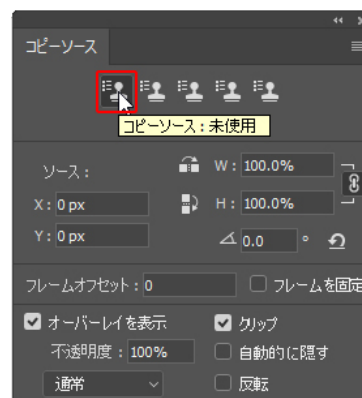 コピーソース
コピーソース : 未使用
ソース :
W : 100.0%
X : 0 px
H : 100.0%
Y : 0 px
0.0 °
フレームオフセット : 0
フレームを固定
オーバーレイを表示
クリップ
不透明度 : 100%
自動的に隠す
通常
反転